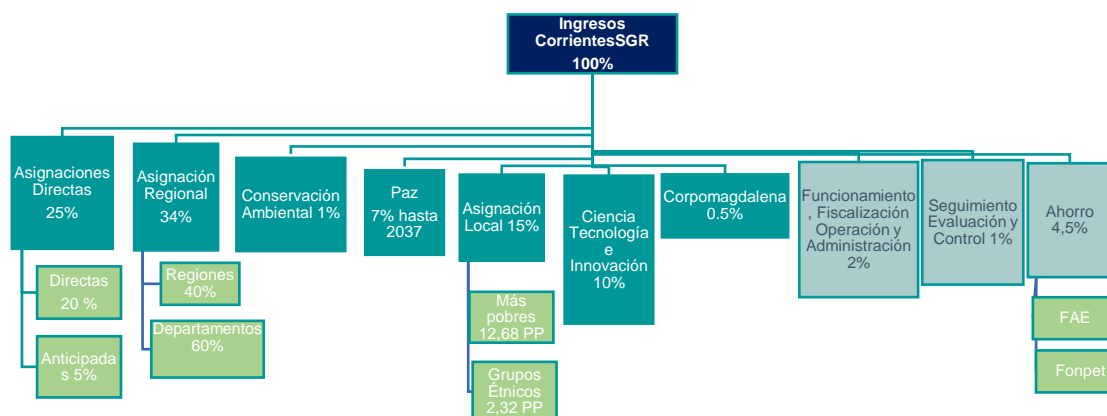 Ingresos
CorrientesSGR
100%
Asignaciones
Directas
25%
Directas
20 %
Anticipada
s 5%
Asignación
Regional
34%
Regiones
40%
Departamentos
60%
Conservación
Ambiental 1%
Paz
7% hasta
2037
Asignación
Local 15%
Más
pobres
12,68 PP
Grupos
Étnicos
2,32 PP
Ciencia
Tecnología
e
Innovación
10%
Corpomagdalena
0.5%
Funcionamiento
, Fiscalización
Operación y
Administración
2%
Seguimiento
Evaluación y
Control 1%
Ahorro
4,5%
FAE
Fonpet